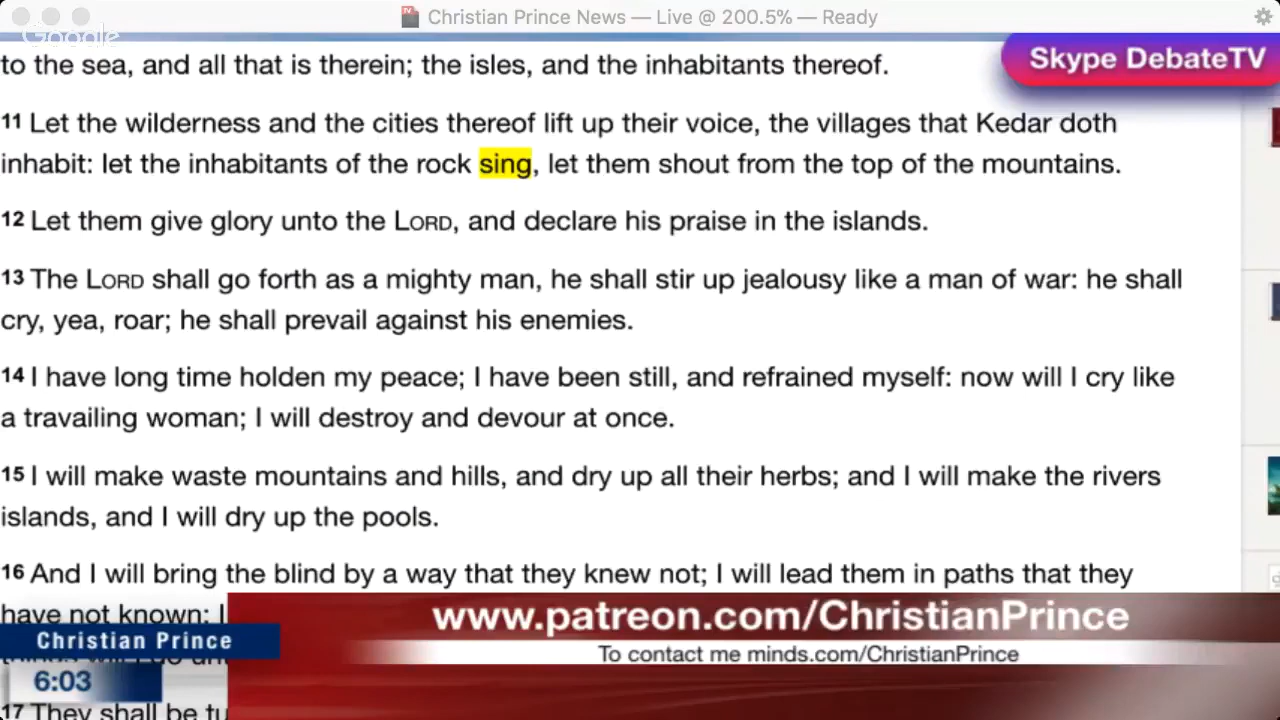 Christian Prince News — Live @ 200.5% — Ready
Google
Skype DebateTV
to the sea, and all that is therein; the isles, and the inhabitants thereof.
11 Let the wilderness and the cities thereof lift up their voice, the villages that Kedar doth
inhabit: let the inhabitants of the rock sing, let them shout from the top of the mountains.
12 Let them give glory unto the LORD, and declare his praise in the islands.
13 The LORD shall go forth as a mighty man, he shall stir up jealousy like a man of war: he shall
cry, yea, roar; he shall prevail against his enemies.
14 I have long time holden my peace; I have been still, and refrained myself: now will I cry like
a travailing woman; I will destroy and devour at once.
15 I will make waste mountains and hills, and dry up all their herbs; and I will make the rivers
islands, and I will dry up the pools.
16 And I will bring the blind by a way that they knew not; I will lead them in paths that they
have not known: I
www.patreon.com/ChristianPrince
Christian Prince
To contact me minds.com/ChristianPrince
6:03
17 They shall be tu